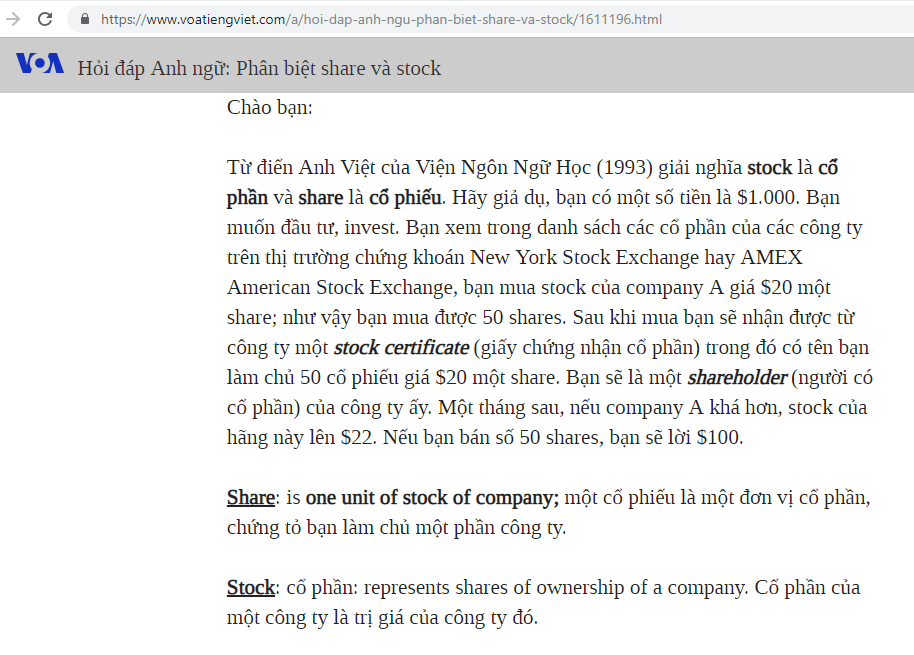 https://www.voatiengviet.com/a/hoi-dap-anh-ngu-phan-biet-share-va-stock/1611196.html
VOA Hỏi đáp Anh ngữ: Phân biệt share và stock
Chào bạn:
Từ điển Anh Việt của Viện Ngôn Ngữ Học (1993) giải nghĩa stock là cổ
phần và share là cổ phiếu. Hãy giả dụ, bạn có một số tiền là $1.000. Bạn
muốn đầu tư, invest. Bạn xem trong danh sách các cổ phần của các công ty
trên thị trường chứng khoán New York Stock Exchange hay AMEX
American Stock Exchange, bạn mua stock của company A giá $20 một
share; như vậy bạn mua được 50 shares. Sau khi mua bạn sẽ nhận được từ
công ty một stock certificate (giấy chứng nhận cổ phần) trong đó có tên bạn
làm chủ 50 cổ phiếu giá $20 một share. Bạn sẽ là một shareholder (người có
cổ phần) của công ty ấy. Một tháng sau, nếu company A khá hơn, stock của
hãng này lên $22. Nếu bạn bán số 50 shares, bạn sẽ lời $100.
Share: is one unit of stock of company; một cổ phiếu là một đơn vị cổ phần,
chứng tỏ bạn làm chủ một phần công ty.
Stock: cổ phần: represents shares of ownership of a company. Cổ phần của
một công ty là trị giá của công ty đó.